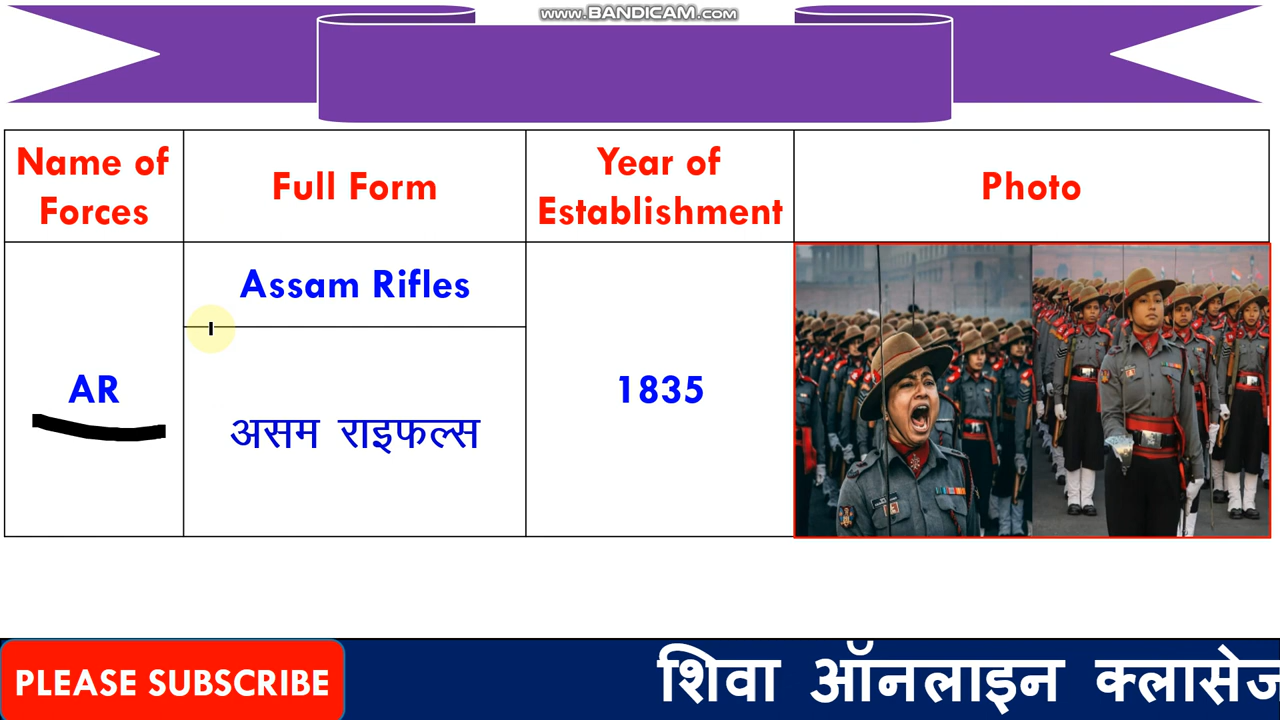 www.BANDICAM.com
Name of
Forces
Full Form
Year of
Establishment
Photo
AR
Assam Rifles
असम राइफल्स
1835
PLEASE SUBSCRIBE
शिवा ऑनलाइन क्लासेज